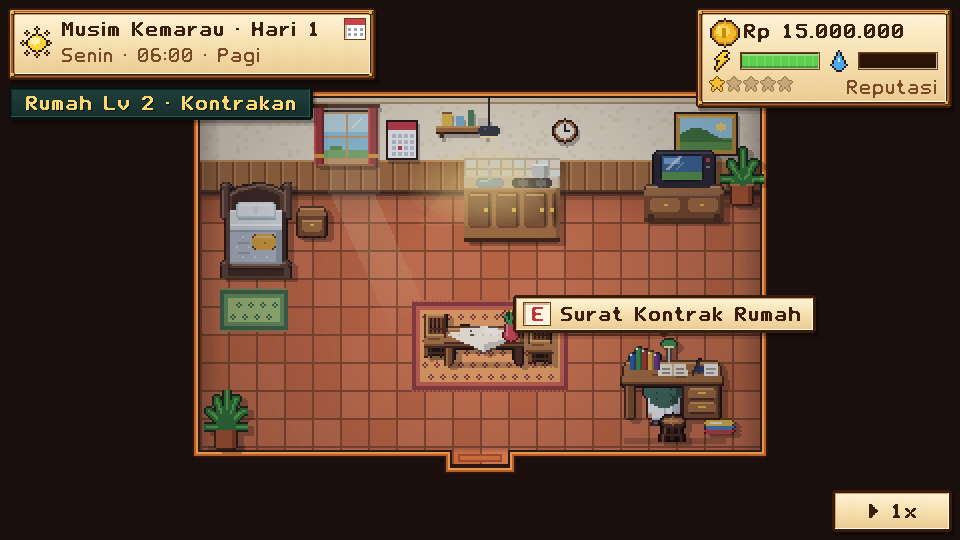 Musim Kemarau · Hari 1
Senin · 06:00 · Pagi
Rp 15.000.000
Reputasi
Rumah Lv 2 · Kontrakan
E Surat Kontrak Rumah
1x